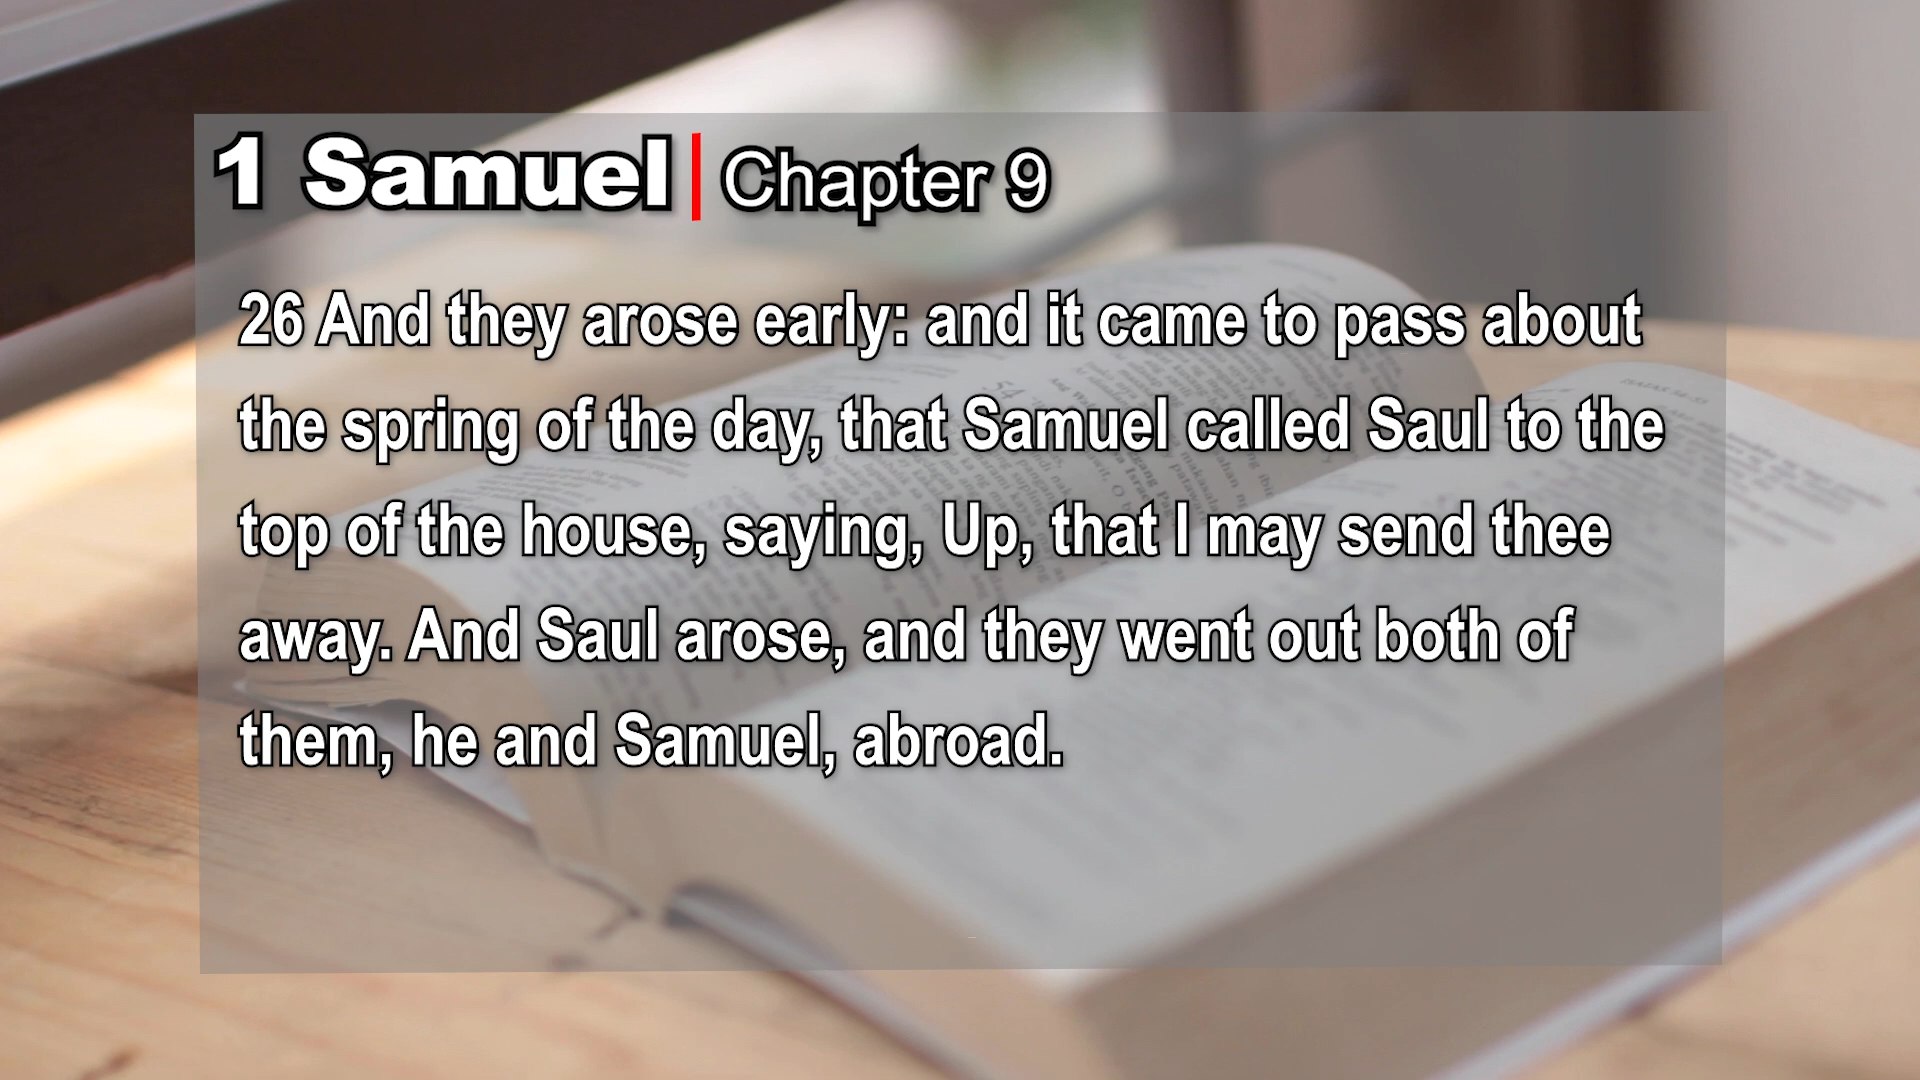 1 Samuel | Chapter 9
26 And they arose early: and it came to pass about
the spring of the day, that Samuel called Saul to the
top of the house, saying, Up, that I may send thee
away. And Saul arose, and they went out both of
them, he and Samuel, abroad.